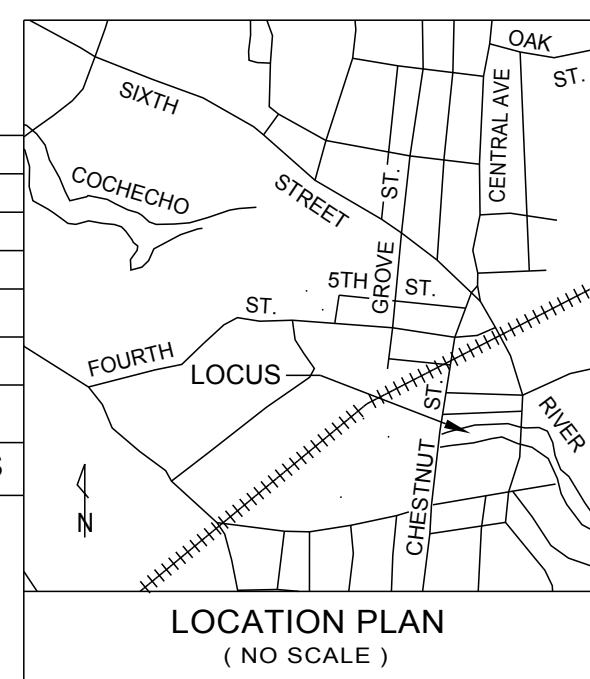 OAK
ST.
SIXTH
CENTRAL AVE
COCHECHO
STREET
ST.
GROVE
5TH
ST.
ST.
FOURTH
LOCUS
ST.
RIVER
CHESTNUT
N
S
LOCATION PLAN
( NO SCALE )